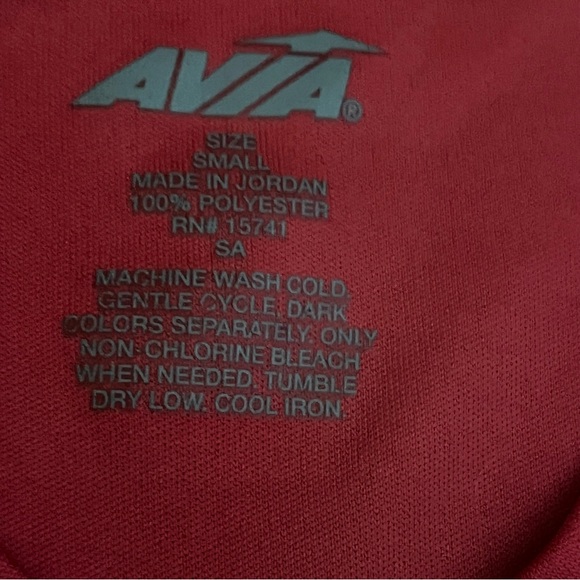 AVIA®
SIZE
SMALL
MADE IN JORDAN
100% POLYESTER
RN# 15741
SA
MACHINE WASH COLD.
GENTLE CYCLE, DARK
COLORS SEPARATELY. ONLY
NON-CHLORINE BLEACH
WHEN NEEDED. TUMBLE
DRY LOW. COOL IRON.